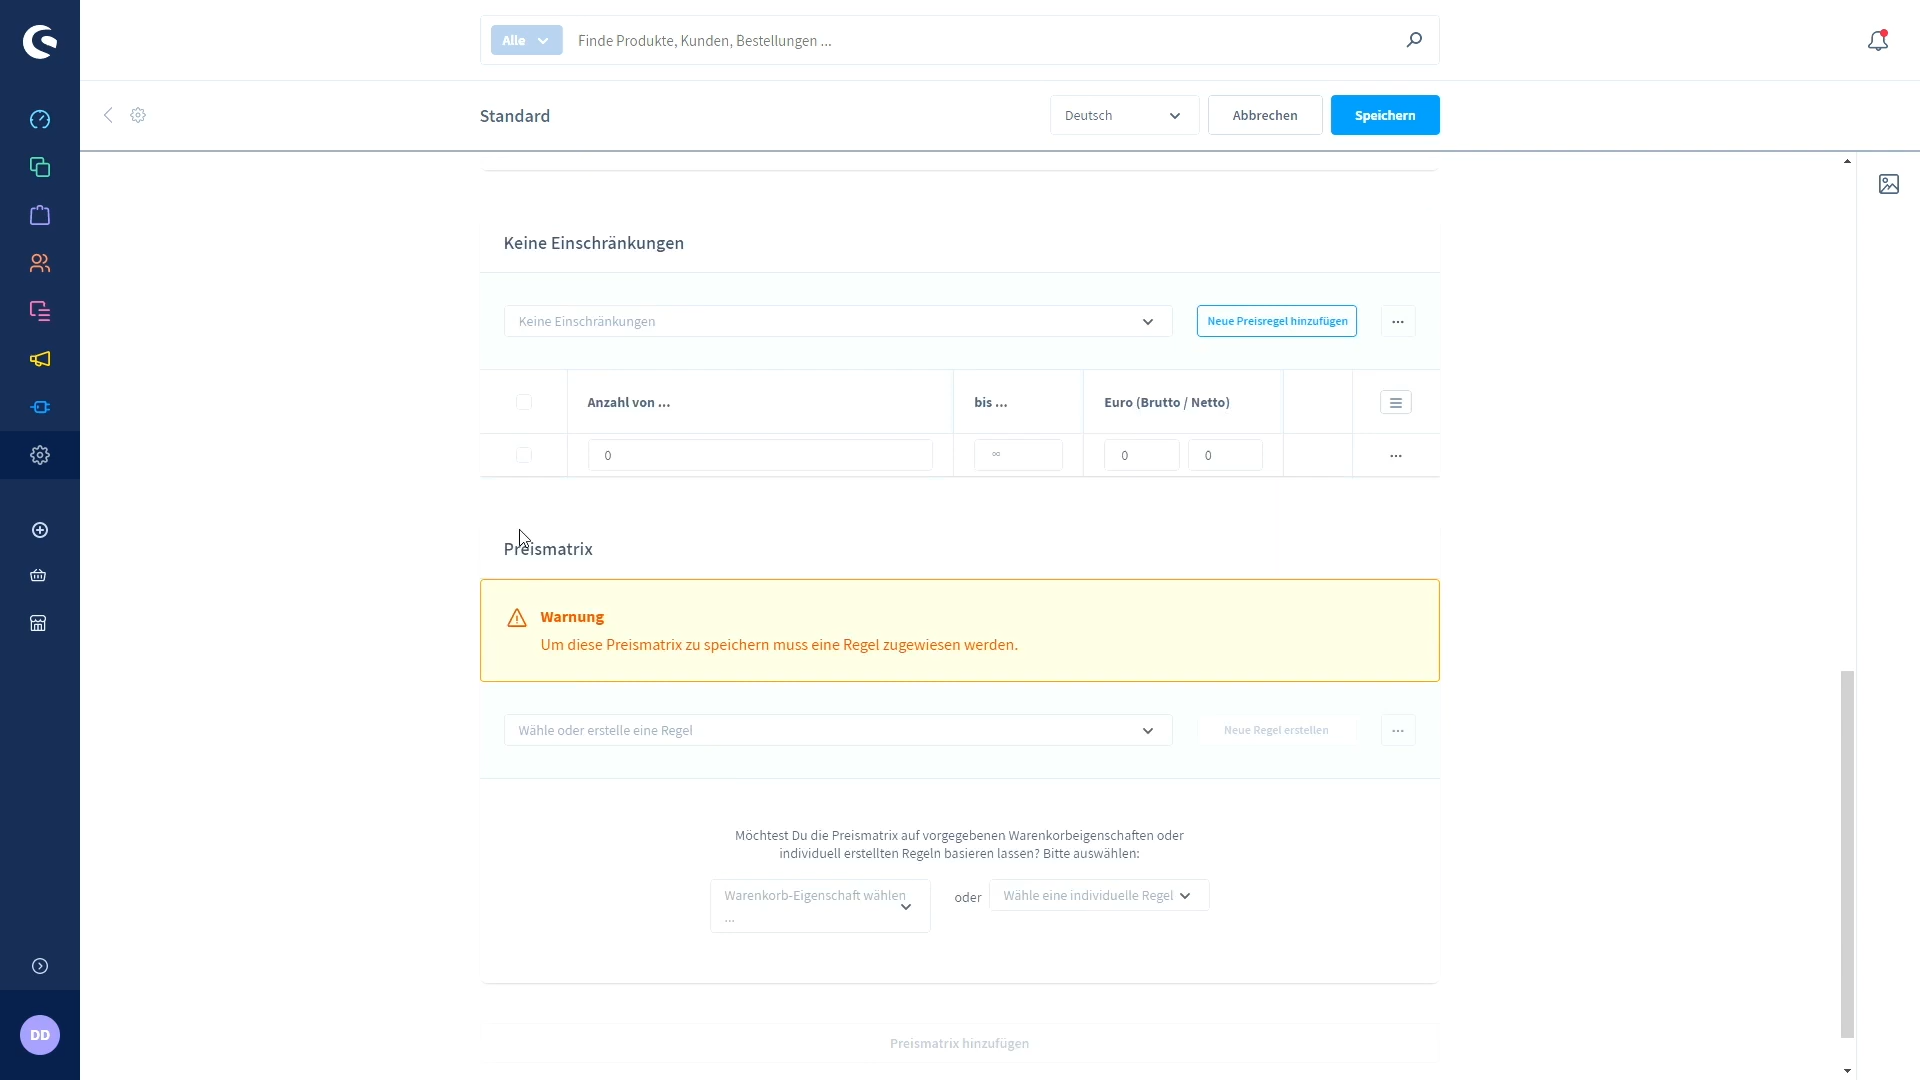 Alle
Finde Produkte, Kunden, Bestellungen ...
Standard
Deutsch
Abbrechen
Speichern
Keine Einschränkungen
Keine Einschränkungen
Neue Preisregel hinzufügen
...
Anzahl von ...
bis ...
Euro (Brutto / Netto)
0
∞
0
0
...
Preismatrix
Warnung
Um diese Preismatrix zu speichern muss eine Regel zugewiesen werden.
Wähle oder erstelle eine Regel
Neue Regel erstellen
...
Möchtest Du die Preismatrix auf vorgegebenen Warenkorbeigenschaften oder
individuell erstellten Regeln basieren lassen? Bitte auswählen:
Warenkorb-Eigenschaft wählen
...
oder
Wähle eine individuelle Regel
Preismatrix hinzufügen
DD